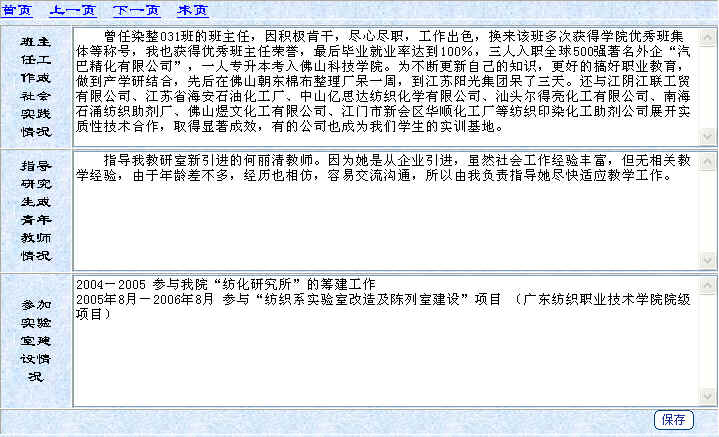 首页 上一页 下一页 末页
班主
任工
作或
社会
实践
情况
曾任染整031班的班主任，因积极肯干，尽心尽职，工作出色，换来该班多次获得学院优秀班集
体等称号，我也获得优秀班主任荣誉，最后毕业就业率达到100%，三人入职全球500强著名外企“汽
巴精化有限公司”，一人专升本考入佛山科技学院。为不断更新自己的知识，更好的搞好职业教育，
做到产学研结合，先后在佛山朝东棉布整理厂呆一周，到江苏阳光集团呆了三天。还与江阴江联工贸
有限公司、江苏省海安石油化工厂、中山亿思达纺织化学有限公司、汕头尔得亮化工有限公司、南海
石涌纺织助剂厂、佛山煜文化工有限公司、江门市新会区华顺化工厂等纺织印染化工助剂公司展开实
质性技术合作，取得显著成效，有的公司也成为我们学生的实训基地。
指导
研究
生或
青年
教师
情况
指导我教研室新引进的何丽清教师。因为她是从企业引进，虽然社会工作经验丰富，但无相关教
学经验，由于年龄差不多，经历也相仿，容易交流沟通，所以由我负责指导她尽快适应教学工作。
参加
实验
室建
设情
况
2004－2005 参与我院“纺化研究所”的筹建工作
2005年8月－2006年8月 参与“纺织系实验室改造及陈列室建设”项目 （广东纺织职业技术学院院级
项目）
保存